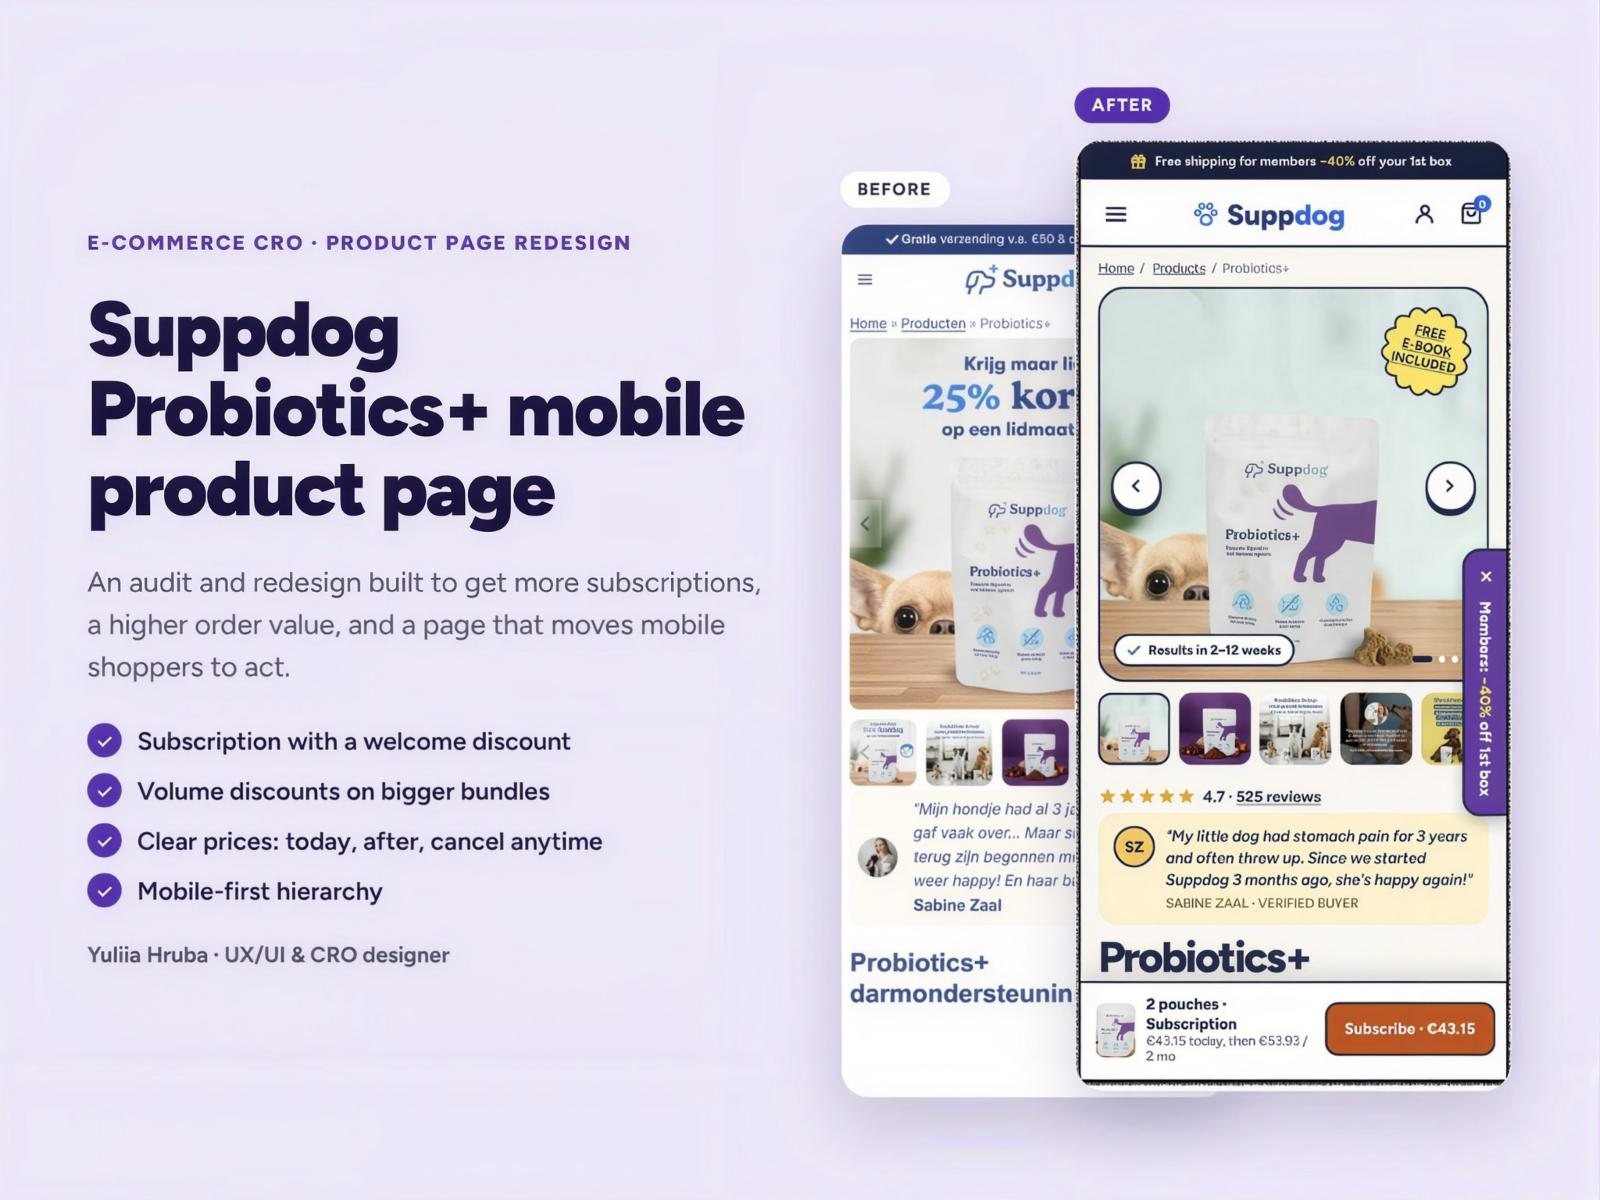 E-COMMERCE CRO · PRODUCT PAGE REDESIGN
Suppdog
Probiotics+ mobile
product page
An audit and redesign built to get more subscriptions,
a higher order value, and a page that moves mobile
shoppers to act.
Subscription with a welcome discount
Volume discounts on bigger bundles
Clear prices: today, after, cancel anytime
Mobile-first hierarchy
Yuliia Hruba · UX/UI & CRO designer
BEFORE
Gratis verzending v.a. €50 &
Suppd
Home » Producten » Probiotics+
Krijg maar li
25% kor
op een lidmaat
Suppdog
Probiotics+
"Mijn hondje had al 3 ja
gaf vaak over... Maar si
terug zijn begonnen m
weer happy! En haar b
Sabine Zaal
Probiotics+
darmondersteunin
AFTER
Free shipping for members −40% off your 1st box
Suppdog
0
Home / Products / Probiotics+
FREE
E-BOOK
INCLUDED
Suppdog
Probiotics+
Results in 2–12 weeks
× Members: −40% off 1st box
4.7 · 525 reviews
SZ
"My little dog had stomach pain for 3 years
and often threw up. Since we started
Suppdog 3 months ago, she's happy again!"
SABINE ZAAL · VERIFIED BUYER
Probiotics+
2 pouches ·
Subscription
€43.15 today, then €53.93 /
2 mo
Subscribe · €43.15